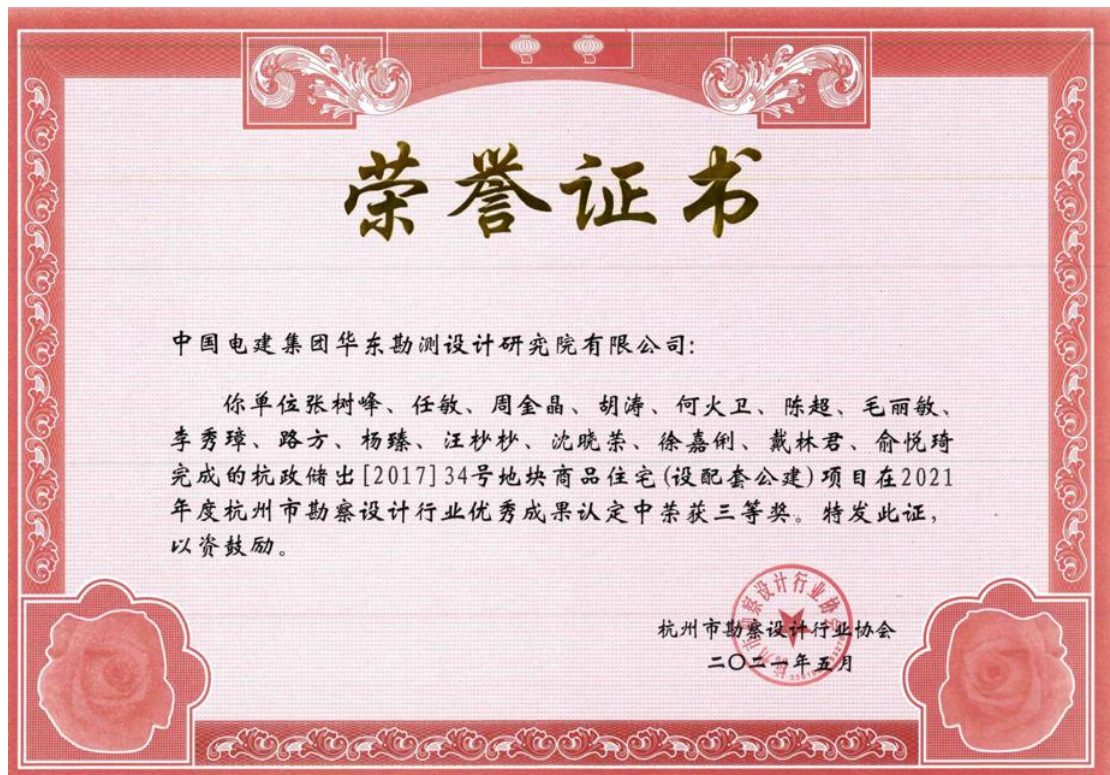 荣誉证书
中国电建集团华东勘测设计研究院有限公司:
你单位张树峰、任敏、周金晶、胡涛、何火卫、陈超、毛丽敏、
李秀璋、路方、杨臻、汪杪杪、沈晓荣、徐嘉俐、戴林君、俞悦琦
完成的杭政储出[2017]34号地块商品住宅(设配套公建)项目在2021
年度杭州市勘察设计行业优秀成果认定中荣获三等奖。特发此证,
以资鼓励。
杭州市勘察设计行业协会
二〇二一年五月